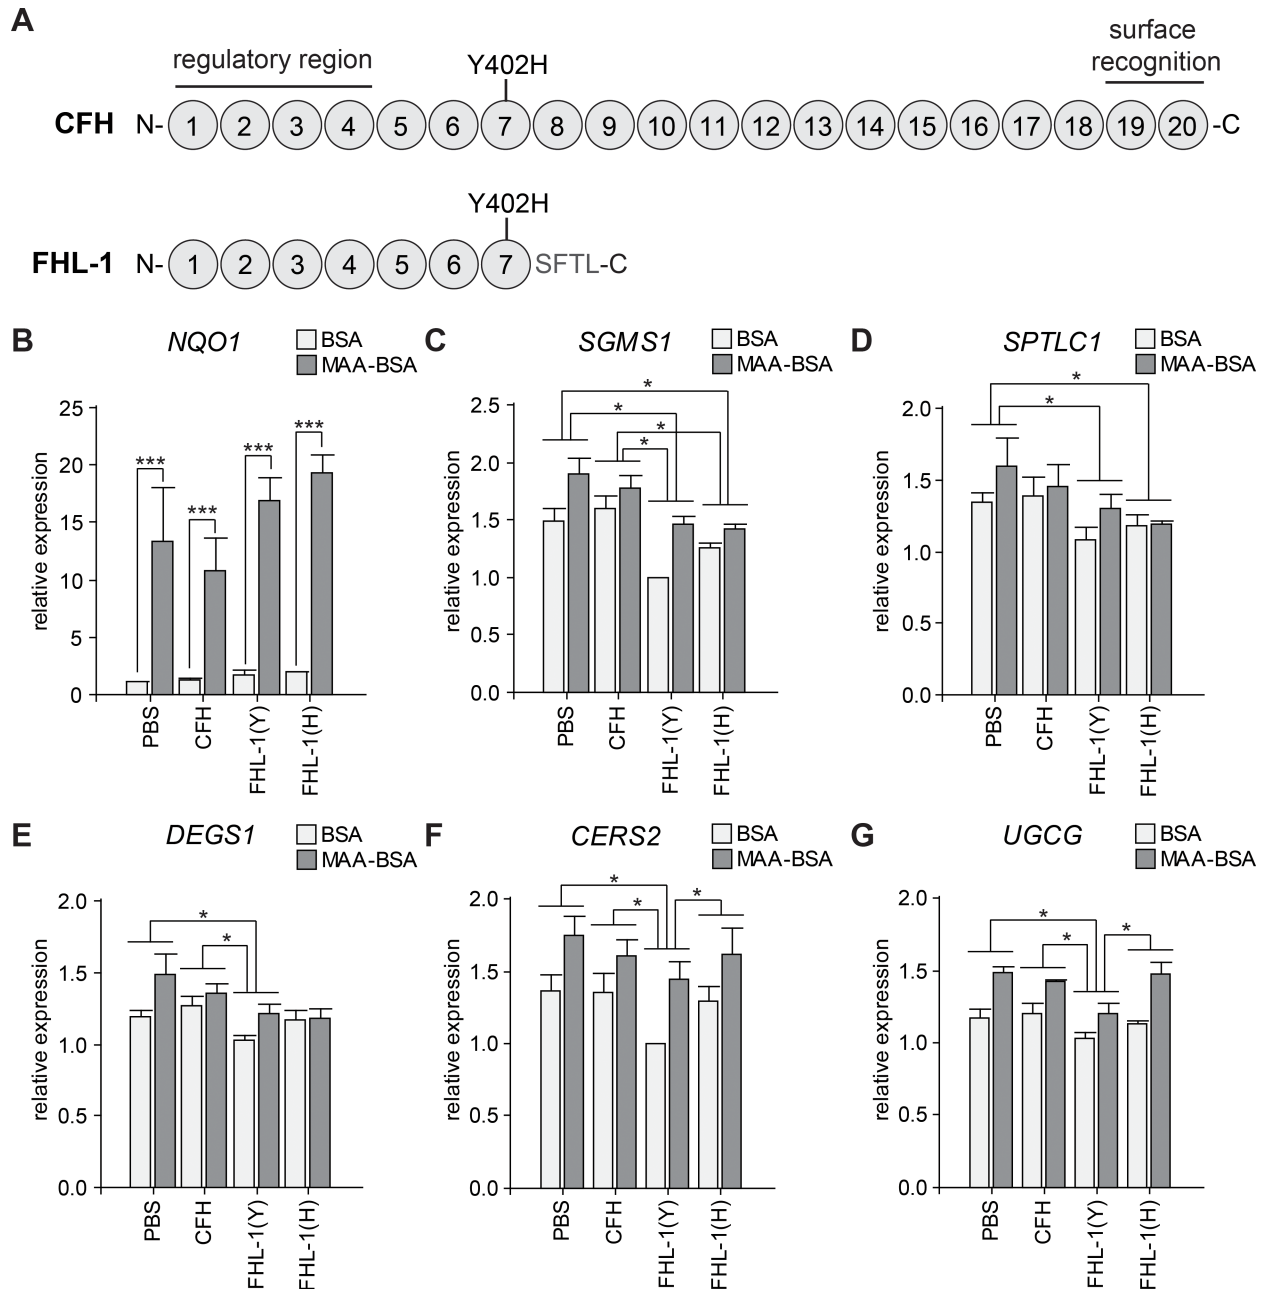 A
regulatory region
surface
recognition
Y402H
CFH N- 1 2 3 4 5 6 7 8 9 10 11 12 13 14 15 16 17 18 19 20 -C
Y402H
FHL-1 N- 1 2 3 4 5 6 7 SFTL-C
B
NQO1
BSA
MAA-BSA
relative expression
25
20
15
10
5
0
***
***
***
***
PBS
CFH
FHL-1(Y)
FHL-1(H)
C
SGMS1
BSA
MAA-BSA
relative expression
2.5
2.0
1.5
1.0
0.5
0.0
*
*
*
*
PBS
CFH
FHL-1(Y)
FHL-1(H)
D
SPTLC1
BSA
MAA-BSA
relative expression
2.0
1.5
1.0
0.5
0.0
*
*
PBS
CFH
FHL-1(Y)
FHL-1(H)
E
DEGS1
BSA
MAA-BSA
relative expression
2.0
1.5
1.0
0.5
0.0
*
*
PBS
CFH
FHL-1(Y)
FHL-1(H)
F
CERS2
BSA
MAA-BSA
relative expression
2.0
1.5
1.0
0.5
0.0
*
*
*
PBS
CFH
FHL-1(Y)
FHL-1(H)
G
UGCG
BSA
MAA-BSA
relative expression
2.0
1.5
1.0
0.5
0.0
*
*
*
PBS
CFH
FHL-1(Y)
FHL-1(H)